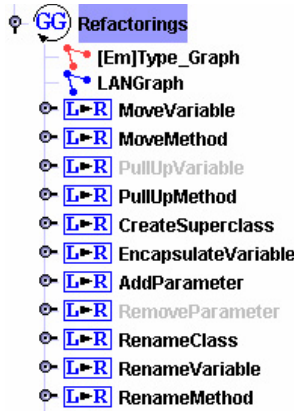 GG Refactorings
[Em]Type_Graph
LANGraph
L R MoveVariable
L R MoveMethod
L R PullUpVariable
L R PullUpMethod
L R CreateSuperclass
L R EncapsulateVariable
L R AddParameter
L R RemoveParameter
L R RenameClass
L R RenameVariable
L R RenameMethod